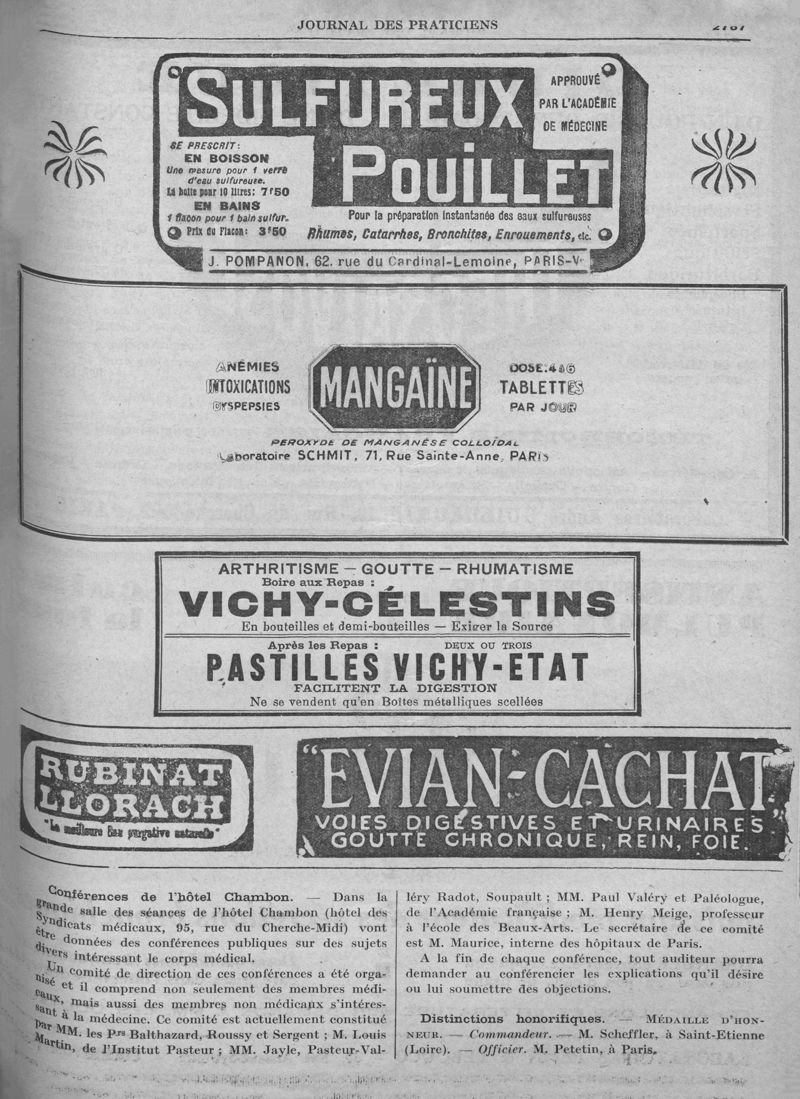 JOURNAL DES PRATICIENS
"SULFUREUX
POUILLET
APPROUVÉ
PAR L'ACADÉMIE
DE MÉDECINE
SE PRESCRIT :
EN BOISSON
Une mesure pour 1 verre
d'eau sulfureuse.
La boîte pour 10 litres: 7f50
EN BAINS
1 flacon pour 1 bain sulfur.
Prix du Flacon: 3f50
Pour la préparation instantanée des eaux sulfureuses
Rhumes, Catarrhes, Bronchites, Enrouements, etc.
J. POMPANON, 62. rue du Cardinal-Lemoine, PARIS-Ve
ANÉMIES
INTOXICATIONS
DYSPEPSIES
MANGAÏNE
DOSE. 4 à 6
TABLETTES
PAR JOUR
PEROXYDE DE MANGANÈSE COLLOÏDAL
Laboratoire SCHMIT, 71, Rue Sainte-Anne, PARIS
ARTHRITISME — GOUTTE — RHUMATISME
Boire aux Repas :
VICHY-CÉLESTINS
En bouteilles et demi-bouteilles — Exiger la Source
Après les Repas : DEUX OU TROIS
PASTILLES VICHY-ETAT
FACILITENT LA DIGESTION
Ne se vendent qu'en Boîtes métalliques scellées
RUBINAT
LLORACH
"La meilleure Eau purgative naturelle"
"EVIAN-CACHAT"
VOIES DIGESTIVES ET URINAIRES
GOUTTE CHRONIQUE, REIN, FOIE.
Conférences de l'hôtel Chambon. — Dans la
grande salle des séances de l'hôtel Chambon (hôtel des
Syndicats médicaux, 95, rue du Cherche-Midi) vont
être données des conférences publiques sur des sujets
divers intéressant le corps médical.
Un comité de direction de ces conférences a été orga-
nisé et il comprend non seulement des membres médi-
caux, mais aussi des membres non médicaux s'intéres-
sant à la médecine. Ce comité est actuellement constitué
par MM. les Prs Balthazard, Roussy et Sergent ; M. Louis
Martin, de l'Institut Pasteur ; MM. Jayle, Pasteur-Val-
léry Radot, Soupault ; MM. Paul Valéry et Paléologue,
de l'Académie française ; M. Henry Meige, professeur
à l'école des Beaux-Arts. Le secrétaire de ce comité
est M. Maurice, interne des hôpitaux de Paris.
A la fin de chaque conférence, tout auditeur pourra
demander au conférencier les explications qu'il désire
ou lui soumettre des objections.
Distinctions honorifiques. — MÉDAILLE D'HON-
NEUR. — Commandeur. — M. Scheffler, à Saint-Etienne
(Loire). — Officier. M. Petetin, à Paris.